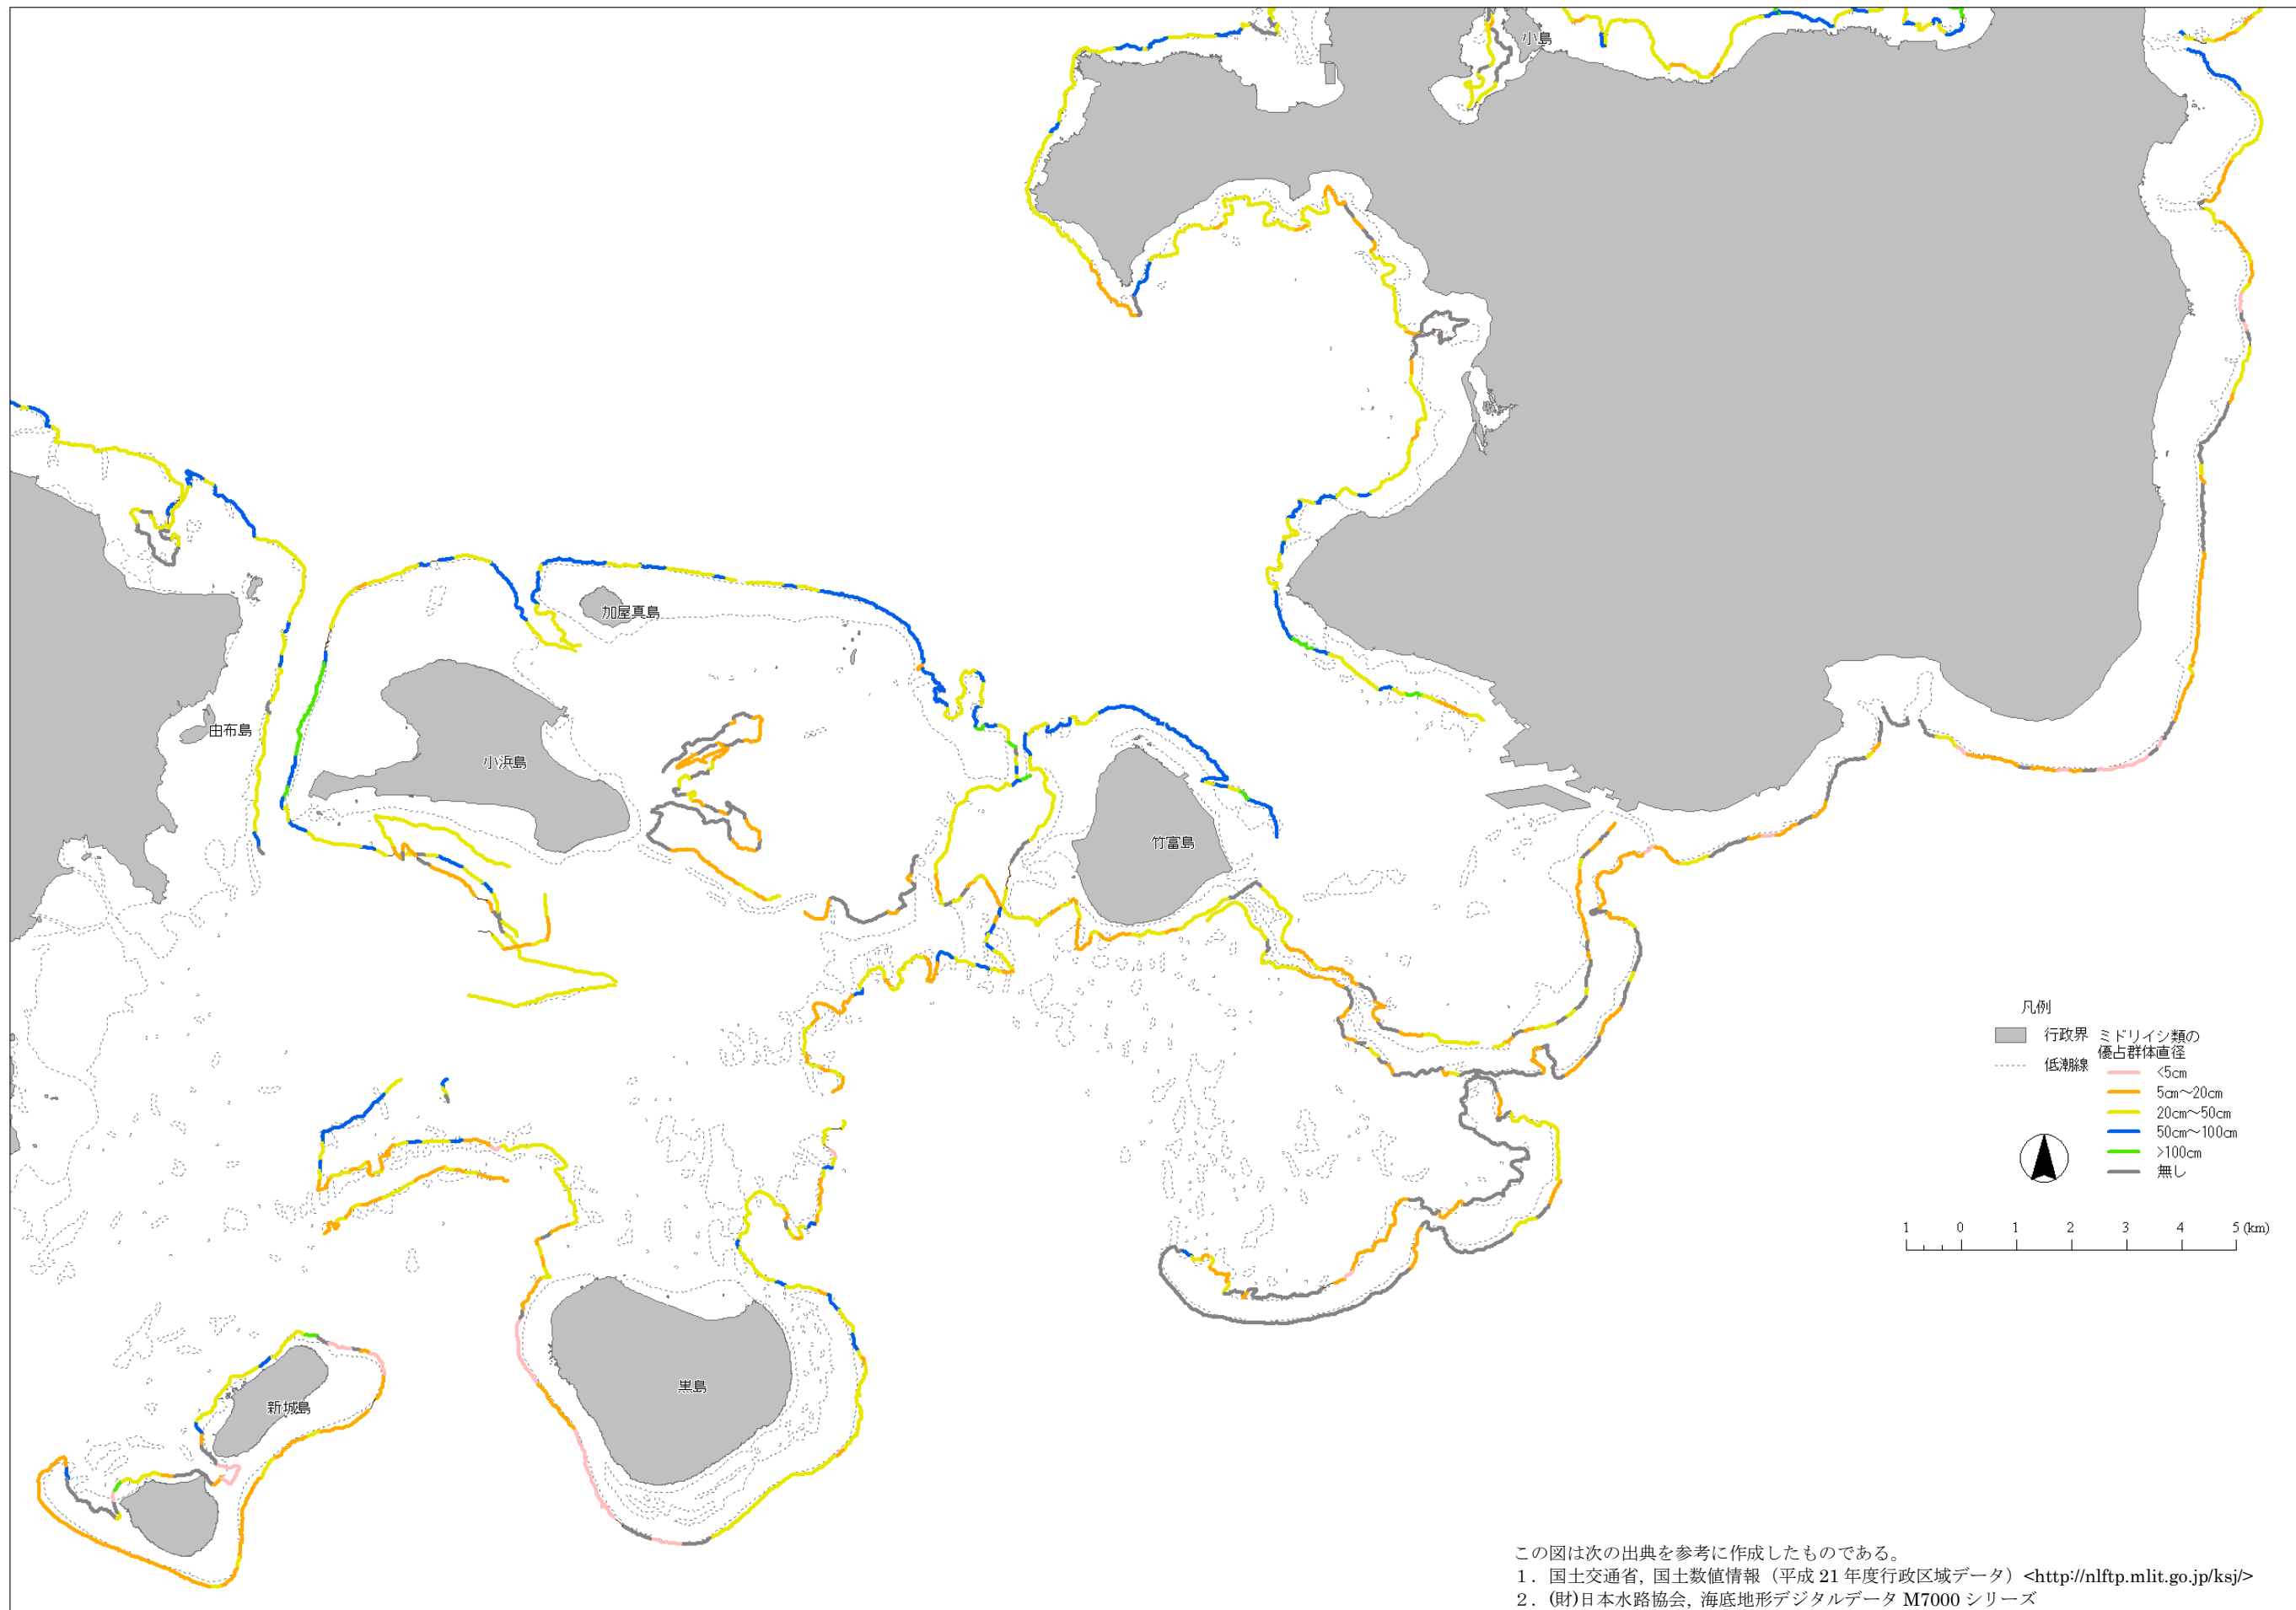 小島
加屋真島
由布島
小浜島
竹富島
黒島
新城島
凡例
行政界
低潮線
ミドリイシ類の
優占群体直径
<5cm
5cm～20cm
20cm～50cm
50cm～100cm
>100cm
無し
1 0 1 2 3 4 5 (km)
この図は次の出典を参考に作成したものである。
1．国土交通省, 国土数値情報（平成 21 年度行政区域データ）<http://nlftp.mlit.go.jp/ksj/>
2．(財)日本水路協会, 海底地形デジタルデータ M7000 シリーズ